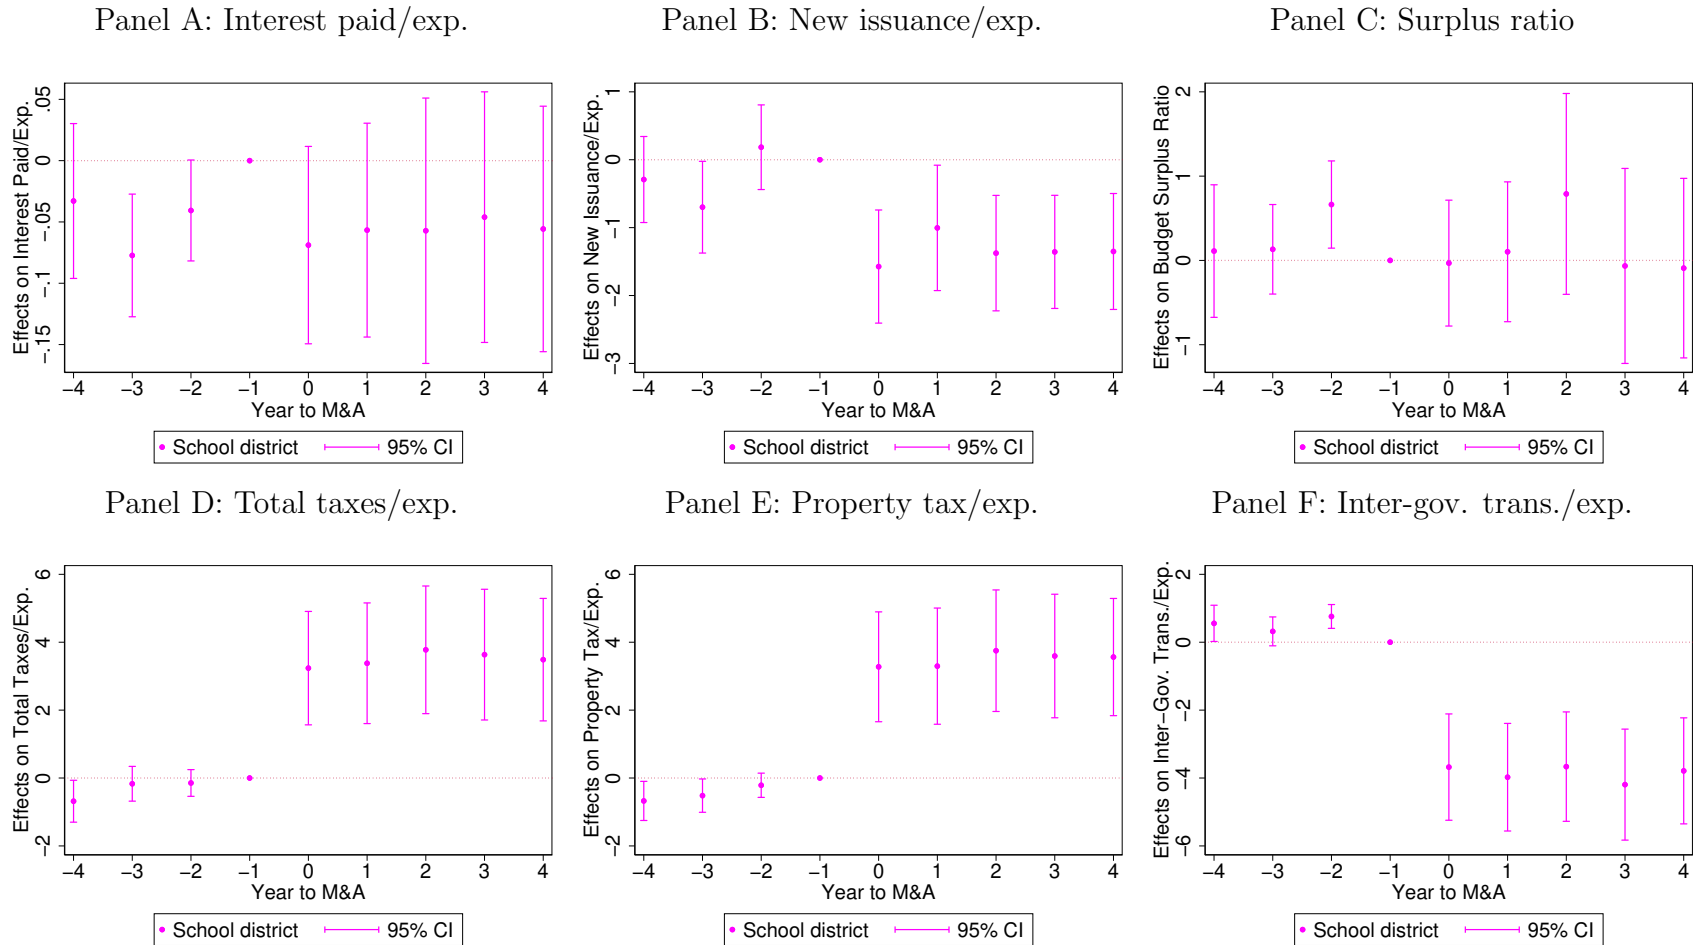 Panel A: Interest paid/exp.
Effects on Interest Paid/Exp.
.05
0
-.05
-.1
-.15
-4 -3 -2 -1 0 1 2 3 4
Year to M&A
School district 95% CI
Panel B: New issuance/exp.
Effects on New Issuance/Exp.
1
0
-1
-2
-3
-4 -3 -2 -1 0 1 2 3 4
Year to M&A
School district 95% CI
Panel C: Surplus ratio
Effects on Budget Surplus Ratio
2
1
0
-1
-4 -3 -2 -1 0 1 2 3 4
Year to M&A
School district 95% CI
Panel D: Total taxes/exp.
Effects on Total Taxes/Exp.
6
4
2
0
-2
-4 -3 -2 -1 0 1 2 3 4
Year to M&A
School district 95% CI
Panel E: Property tax/exp.
Effects on Property Tax/Exp.
6
4
2
0
-2
-4 -3 -2 -1 0 1 2 3 4
Year to M&A
School district 95% CI
Panel F: Inter-gov. trans./exp.
Effects on Inter-Gov. Trans./Exp.
2
0
-2
-4
-6
-4 -3 -2 -1 0 1 2 3 4
Year to M&A
School district 95% CI